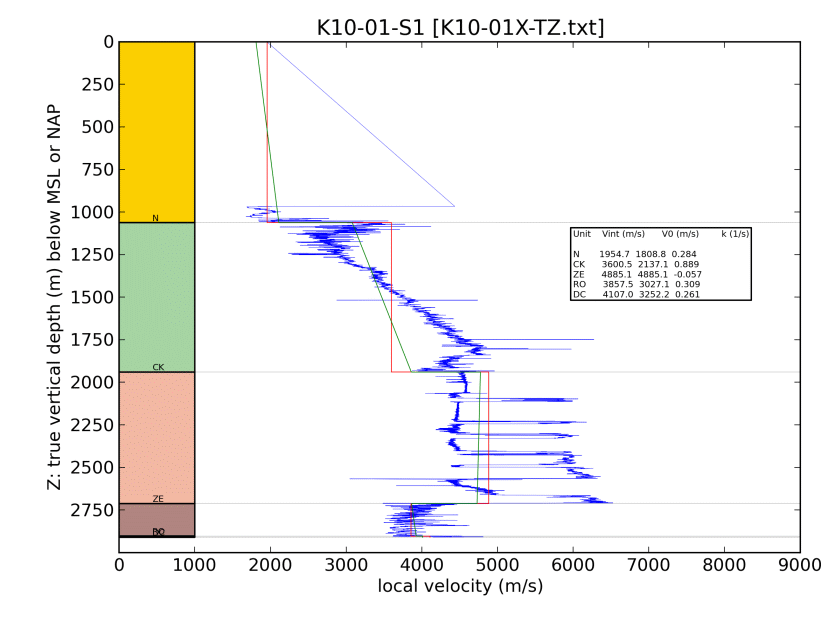 K10-01-S1 [K10-01X-TZ.txt]
Z: true vertical depth (m) below MSL or NAP
0
250
500
750
1000
1250
1500
1750
2000
2250
2500
2750
N
CK
ZE
Unit Vint (m/s) V0 (m/s) k (1/s)
N 1954.7 1808.8 0.284
CK 3600.5 2137.1 0.889
ZE 4885.1 4885.1 -0.057
RO 3857.5 3027.1 0.309
DC 4107.0 3252.2 0.261
0 1000 2000 3000 4000 5000 6000 7000 8000 9000
local velocity (m/s)